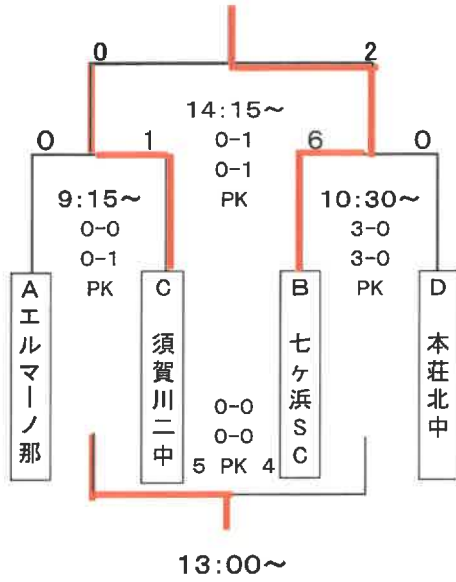 0 2
14:15～
0-1
0-1
PK
0 1 6 0
9:15～ 10:30～
0-0 3-0
0-1 3-0
PK PK
A エルマーノ那
C 須賀川二中
B 七ヶ浜SC
D 本荘北中
0-0
0-0
5 PK 4
13:00～